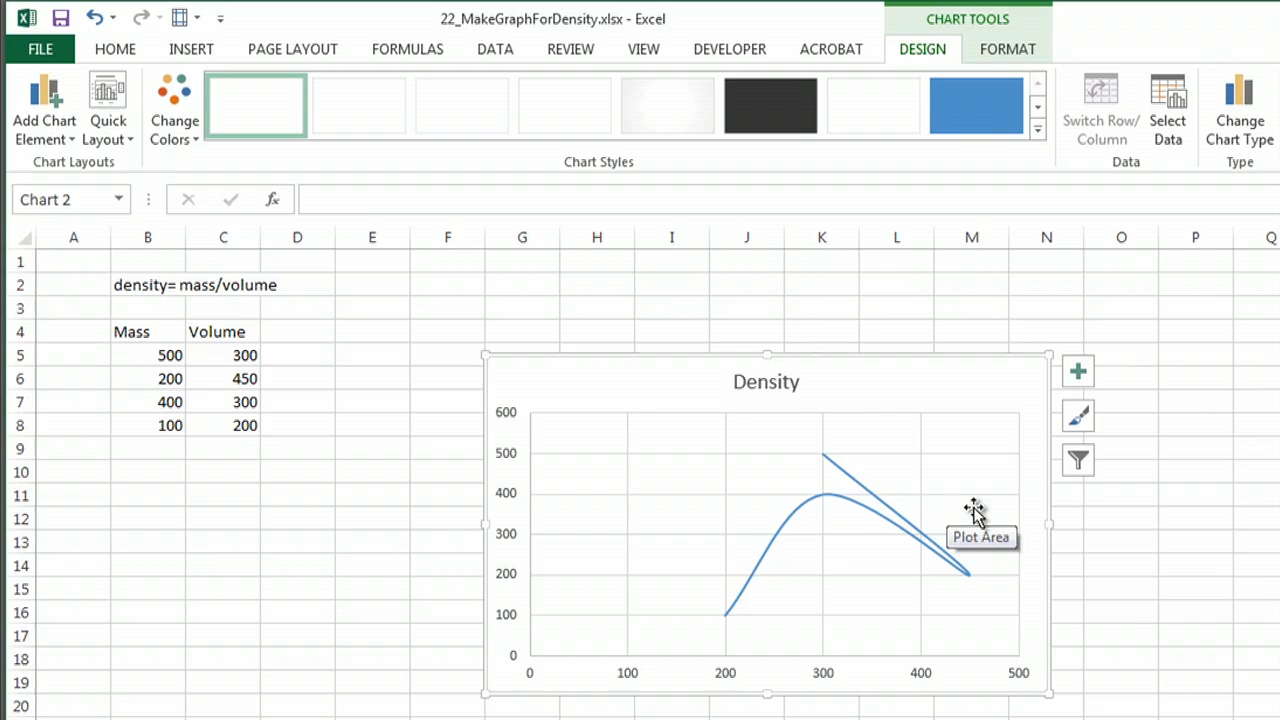 22_MakeGraphForDensity.xlsx - Excel
CHART TOOLS
FILE HOME INSERT PAGE LAYOUT FORMULAS DATA REVIEW VIEW DEVELOPER ACROBAT DESIGN FORMAT
Add Chart Element
Quick Layout
Change Colors
Switch Row/ Column
Select Data
Change Chart Type
Chart Layouts
Chart Styles
Data
Type
Chart 2
fx
A B C D E F G H I J K L M N O P Q
1
2 density= mass/volume
3
4 Mass Volume
5 500 300
6 200 450
7 400 300
8 100 200
9
10
11
12
13
14
15
16
17
18
19
20
Density
600
500
400
300
200
100
0
0 100 200 300 400 500
Plot Area